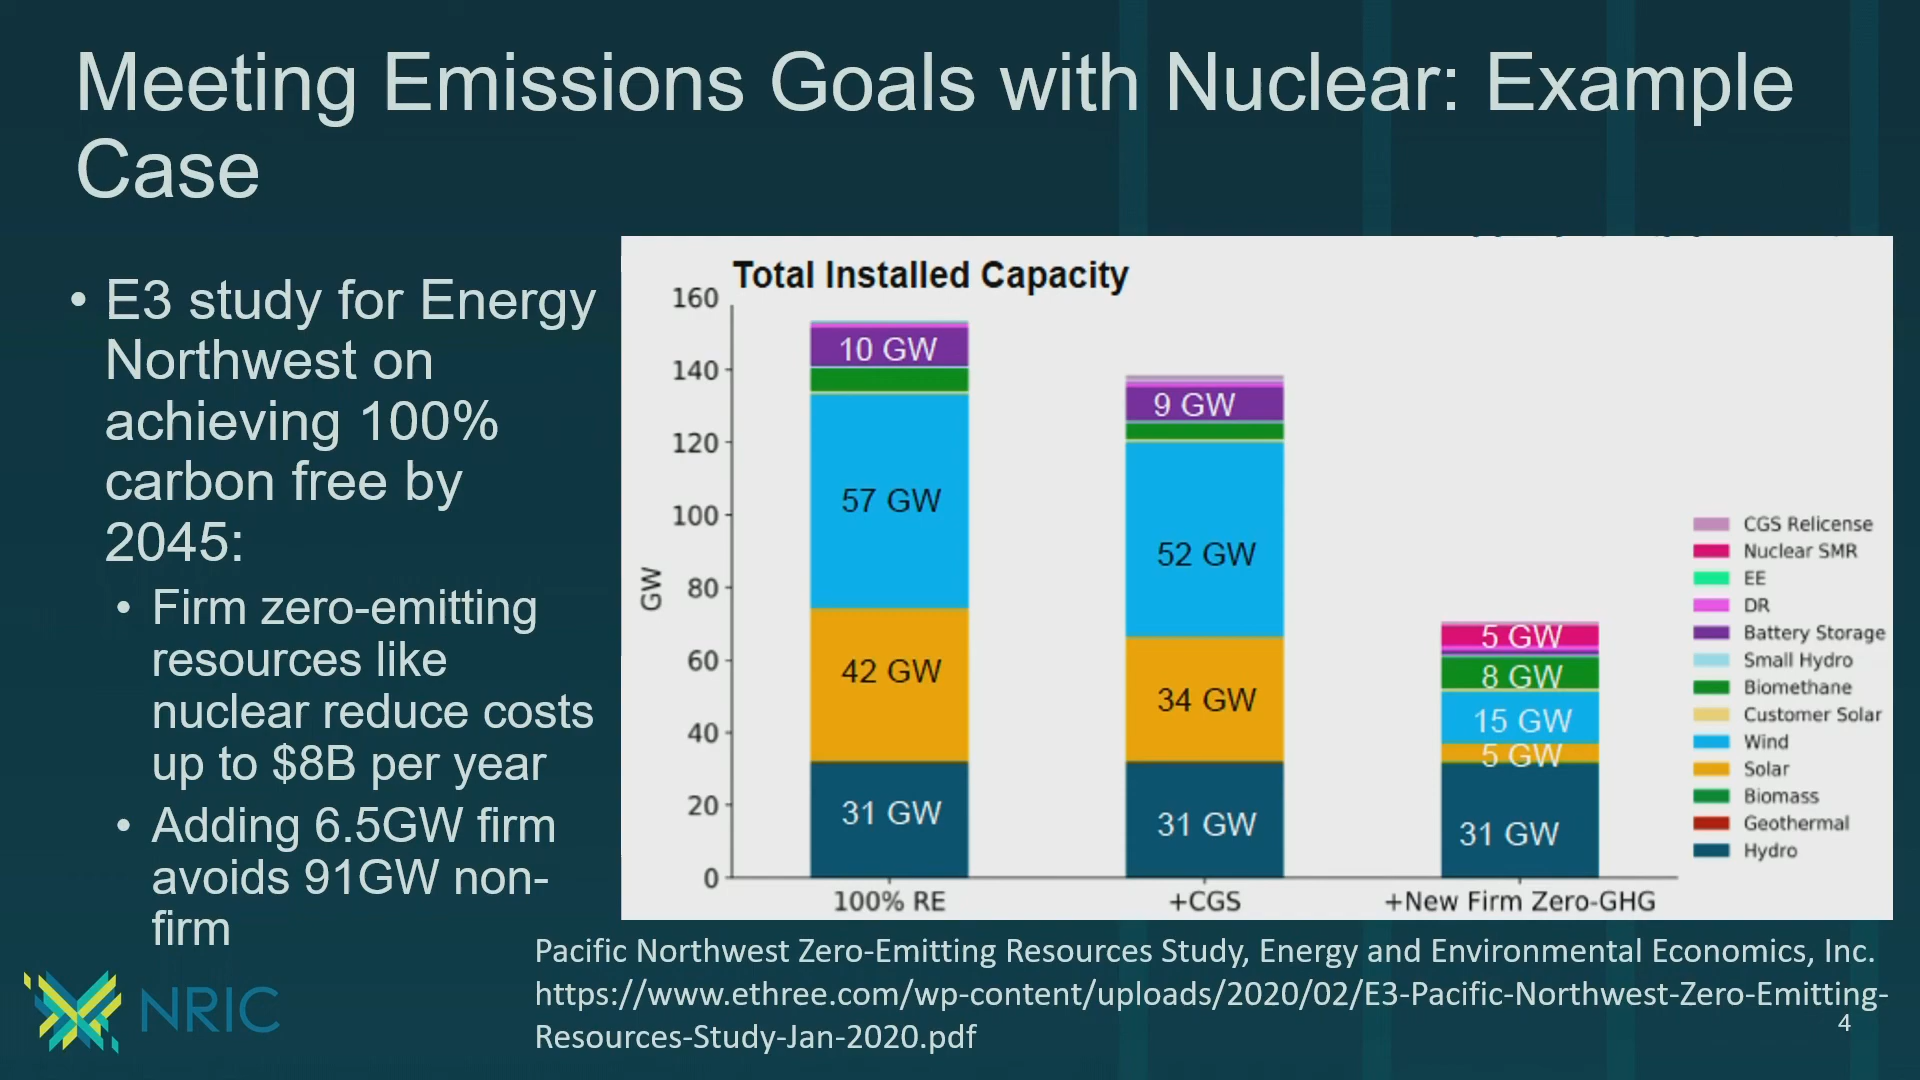 Meeting Emissions Goals with Nuclear: Example
Case
• E3 study for Energy
Northwest on
achieving 100%
carbon free by
2045:
• Firm zero-emitting
resources like
nuclear reduce costs
up to $8B per year
• Adding 6.5GW firm
avoids 91GW non-
firm
Total Installed Capacity
GW
160
140
120
100
80
60
40
20
0
10 GW
57 GW
42 GW
31 GW
9 GW
52 GW
34 GW
31 GW
5 GW
8 GW
15 GW
5 GW
31 GW
100% RE
+CGS
+New Firm Zero-GHG
CGS Relicense
Nuclear SMR
EE
DR
Battery Storage
Small Hydro
Biomethane
Customer Solar
Wind
Solar
Biomass
Geothermal
Hydro
Pacific Northwest Zero-Emitting Resources Study, Energy and Environmental Economics, Inc.
https://www.ethree.com/wp-content/uploads/2020/02/E3-Pacific-Northwest-Zero-Emitting-
Resources-Study-Jan-2020.pdf
NRIC
4